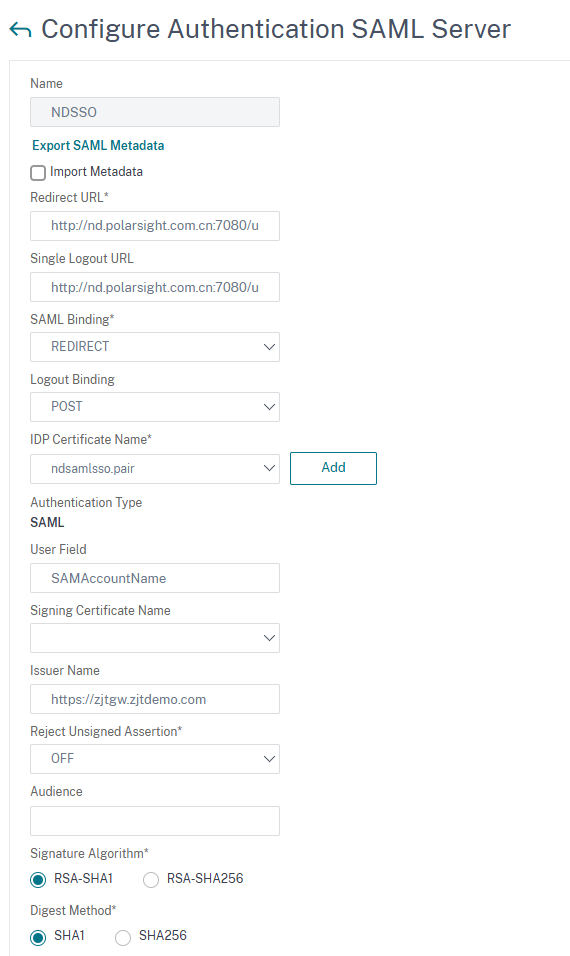 Configure Authentication SAML Server
Name
NDSSO
Export SAML Metadata
Import Metadata
Redirect URL*
http://nd.polarsight.com.cn:7080/u
Single Logout URL
http://nd.polarsight.com.cn:7080/u
SAML Binding*
REDIRECT
Logout Binding
POST
IDP Certificate Name*
ndsamlsso.pair
Add
Authentication Type
SAML
User Field
SAMAccountName
Signing Certificate Name
Issuer Name
https://zjtgw.zjtdemo.com
Reject Unsigned Assertion*
OFF
Audience
Signature Algorithm*
RSA-SHA1 RSA-SHA256
Digest Method*
SHA1 SHA256